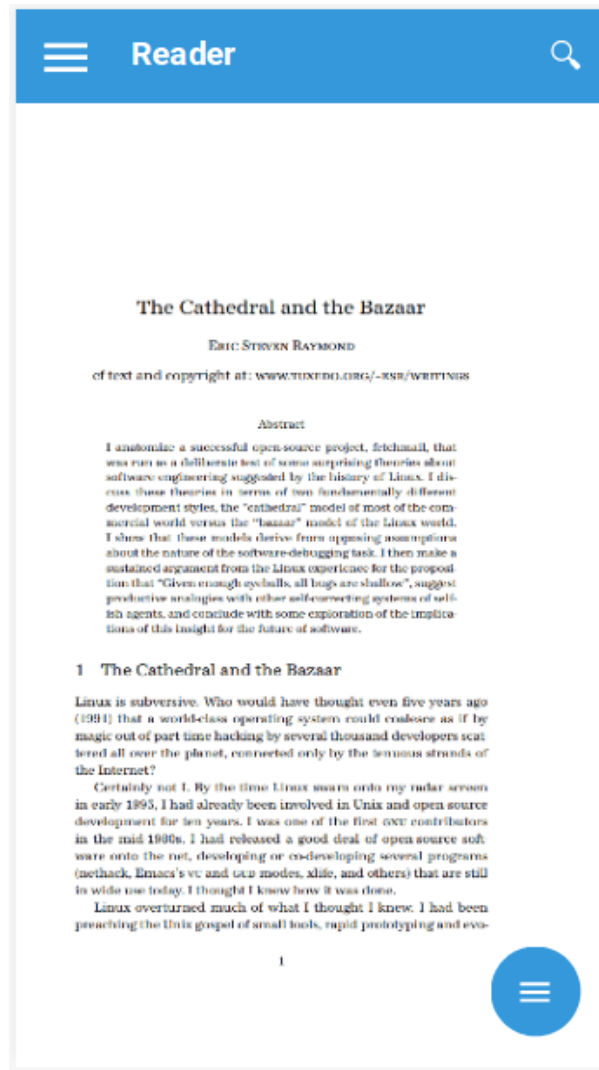 Reader
The Cathedral and the Bazaar
ERIC STEVEN RAYMOND
cf text and copyright at: WWW.TUXEDO.ORG/~ESR/WRITINGS
Abstract
I anatomize a successful open-source project, fetchmail, that
was run as a deliberate test of some surprising theories about
software engineering suggested by the history of Linux. I dis-
cuss these theories in terms of two fundamentally different
development styles, the "cathedral" model of most of the com-
mercial world versus the "bazaar" model of the Linux world.
I show that these models derive from opposing assumptions
about the nature of the software-debugging task. I then make a
sustained argument from the Linux experience for the proposi-
tion that "Given enough eyeballs, all bugs are shallow", suggest
productive analogies with other self-correcting systems of self-
ish agents, and conclude with some exploration of the implica-
tions of this insight for the future of software.
1 The Cathedral and the Bazaar
Linux is subversive. Who would have thought even five years ago
(1991) that a world-class operating system could coalesce as if by
magic out of part time hacking by several thousand developers scat
tered all over the planet, connected only by the tenuous strands of
the Internet?
Certainly not I. By the time Linux swam onto my radar screen
in early 1993, I had already been involved in Unix and open source
development for ten years. I was one of the first GNU contributors
in the mid 1980s. I had released a good deal of open source soft
ware onto the net, developing or co-developing several programs
(nethack, Emacs's VC and GUD modes, xlife, and others) that are still
in wide use today. I thought I knew how it was done.
Linux overturned much of what I thought I knew. I had been
preaching the Unix gospel of small tools, rapid prototyping and evo-
1